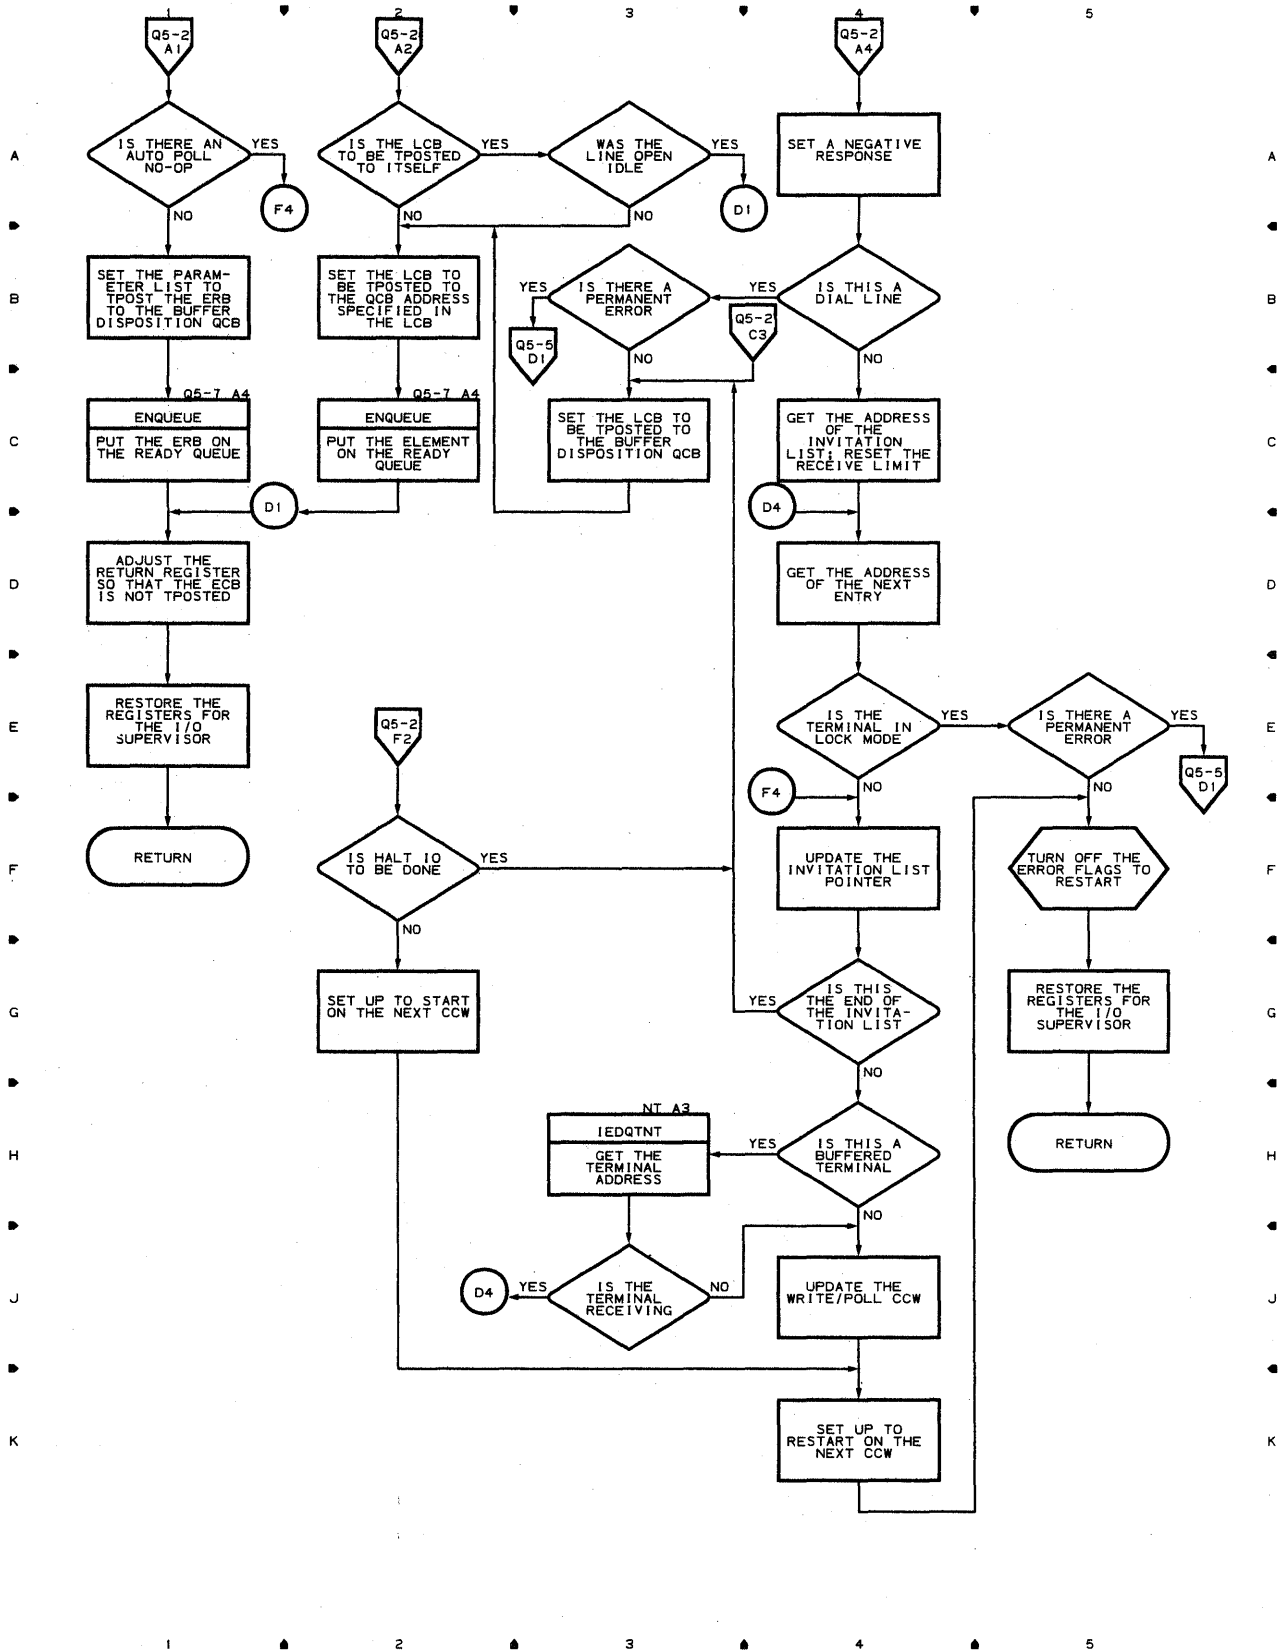 1 2 3 4 5
Q5-2
A1
Q5-2
A2
Q5-2
A4
A
IS THERE AN
AUTO POLL
NO-OP
YES
F4
NO
IS THE LCB
TO BE TPOSTED
TO ITSELF
YES
NO
WAS THE
LINE OPEN
IDLE
YES
D1
NO
SET A NEGATIVE
RESPONSE
A
B
SET THE PARAM-
ETER LIST TO
TPOST THE ERB
TO THE BUFFER
DISPOSITION QCB
SET THE LCB TO
BE TPOSTED TO
THE QCB ADDRESS
SPECIFIED IN
THE LCB
YES
Q5-5
D1
IS THERE A
PERMANENT
ERROR
NO
YES
Q5-2
C3
IS THIS A
DIAL LINE
NO
B
C
Q5-7 A4
ENQUEUE
PUT THE ERB ON
THE READY QUEUE
Q5-7 A4
ENQUEUE
PUT THE ELEMENT
ON THE READY
QUEUE
SET THE LCB TO
BE TPOSTED TO
THE BUFFER
DISPOSITION QCB
GET THE ADDRESS
OF THE
INVITATION
LIST; RESET THE
RECEIVE LIMIT
C
D1
D4
D
ADJUST THE
RETURN REGISTER
SO THAT THE ECB
IS NOT TPOSTED
GET THE ADDRESS
OF THE NEXT
ENTRY
D
E
RESTORE THE
REGISTERS FOR
THE I/O
SUPERVISOR
Q5-2
F2
IS THE
TERMINAL IN
LOCK MODE
YES
NO
IS THERE A
PERMANENT
ERROR
YES
Q5-5
D1
NO
E
F4
F
RETURN
IS HALT IO
TO BE DONE
YES
NO
UPDATE THE
INVITATION LIST
POINTER
TURN OFF THE
ERROR FLAGS TO
RESTART
F
G
SET UP TO START
ON THE NEXT CCW
YES
IS THIS
THE END OF
THE INVITA-
TION LIST
NO
RESTORE THE
REGISTERS FOR
THE I/O
SUPERVISOR
G
H
NT A3
IEDQTNT
GET THE
TERMINAL
ADDRESS
YES
IS THIS A
BUFFERED
TERMINAL
NO
RETURN
H
J
D4
YES
IS THE
TERMINAL
RECEIVING
NO
UPDATE THE
WRITE/POLL CCW
J
K
SET UP TO
RESTART ON THE
NEXT CCW
K
1 2 3 4 5